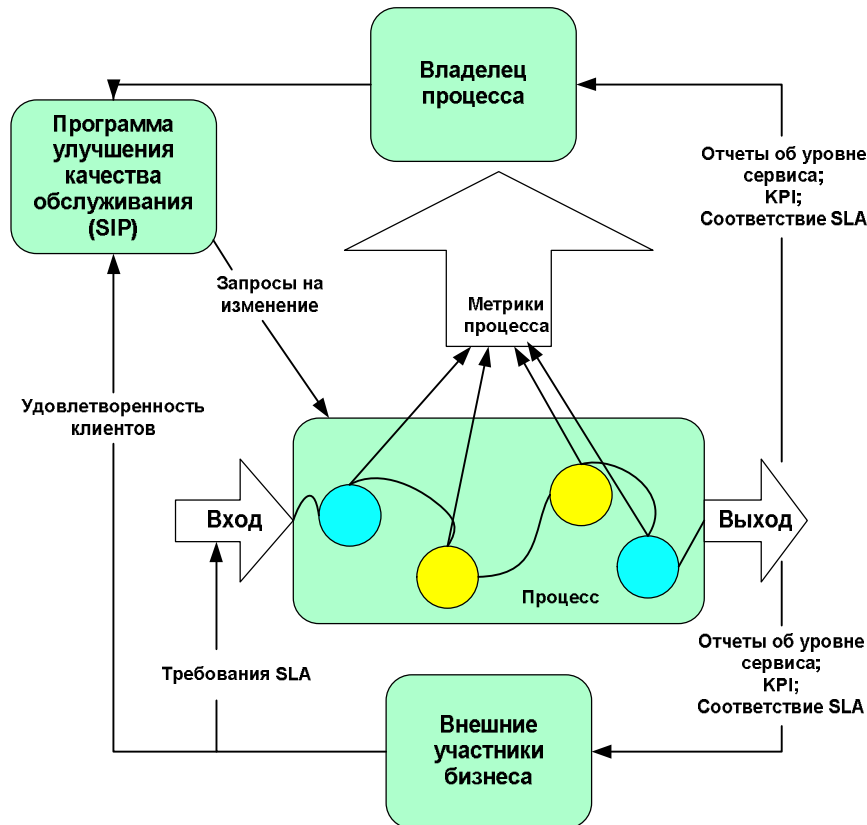 Владелец
процесса
Программа
улучшения
качества
обслуживания
(SIP)
Отчеты об уровне
сервиса;
KPI;
Соответствие SLA
Запросы на
изменение
Метрики
процесса
Удовлетворенность
клиентов
Вход
Выход
Процесс
Требования SLA
Отчеты об уровне
сервиса;
KPI;
Соответствие SLA
Внешние
участники
бизнеса